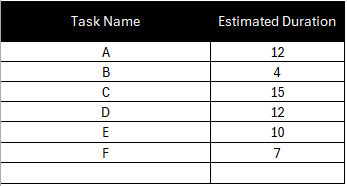 Task Name Estimated Duration
A 12
B 4
C 15
D 12
E 10
F 7